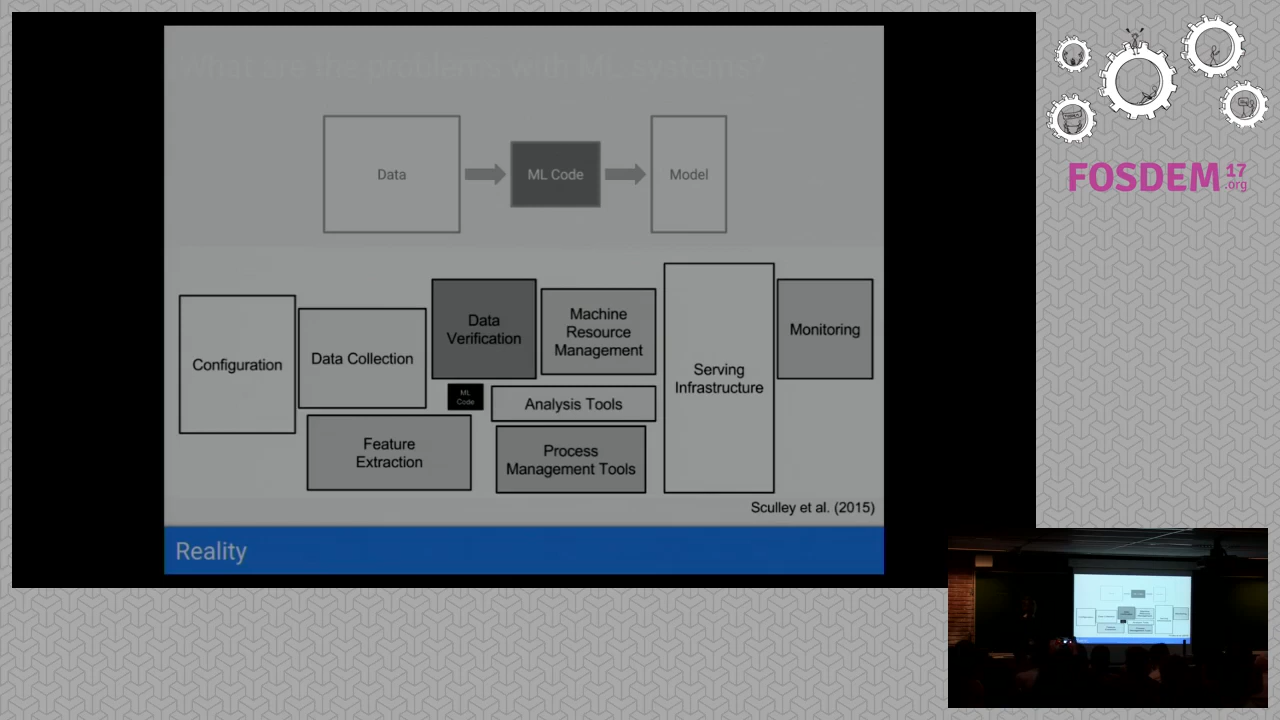 What are the problems with ML Systems?
Data
ML Code
Model
Configuration
Data Collection
Data
Verification
Machine
Resource
Management
Serving
Infrastructure
Monitoring
ML
Code
Analysis Tools
Feature
Extraction
Process
Management Tools
Sculley et al. (2015)
Reality
FOSDEM 17
.org